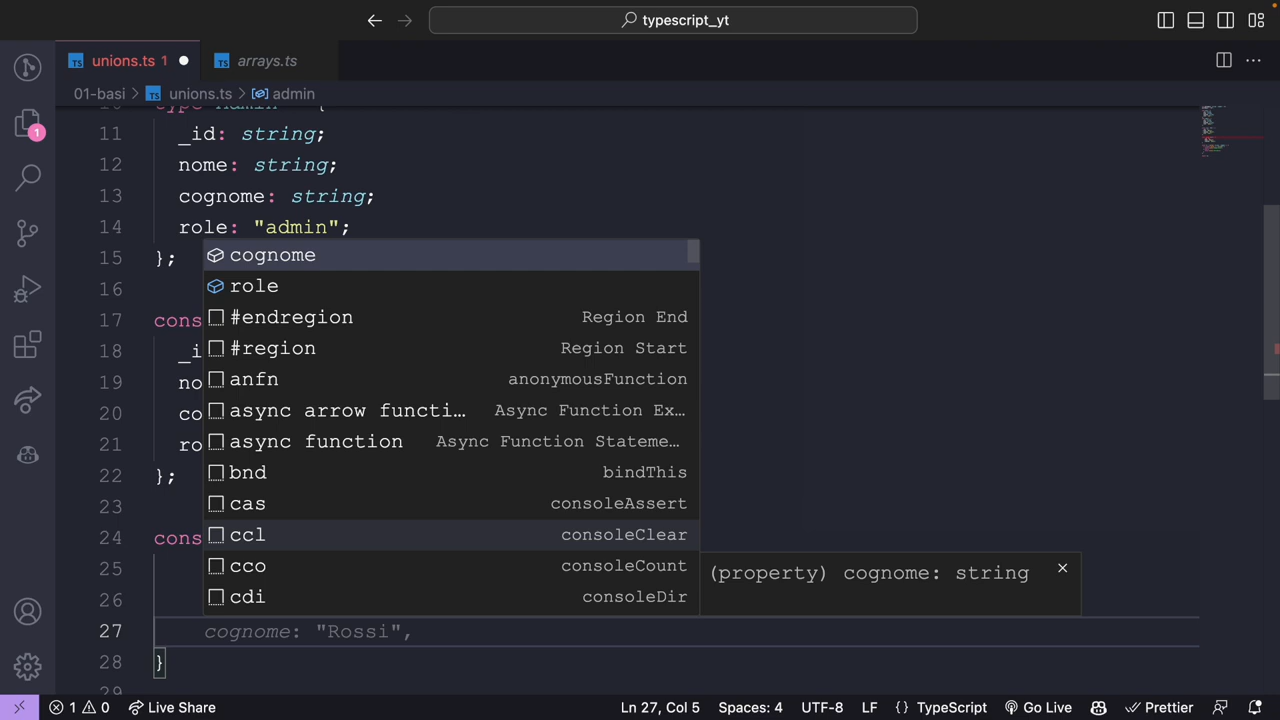 typescript_yt
unions.ts 1
arrays.ts
01-basi > unions.ts > admin
11 _id: string;
12 nome: string;
13 cognome: string;
14 role: "admin";
15 };
16
17 cons
18 _i
19 no
20 co
21 ro
22 };
23
24 cons
25
26
27 cognome: "Rossi",
28 }
29
cognome
role
#endregion Region End
#region Region Start
anfn anonymousFunction
async arrow functi… Async Function Ex…
async function Async Function Stateme…
bnd bindThis
cas consoleAssert
ccl consoleClear
cco consoleCount
cdi consoleDir
(property) cognome: string
1
1 0 Live Share
Ln 27, Col 5 Spaces: 4 UTF-8 LF {} TypeScript Go Live Prettier